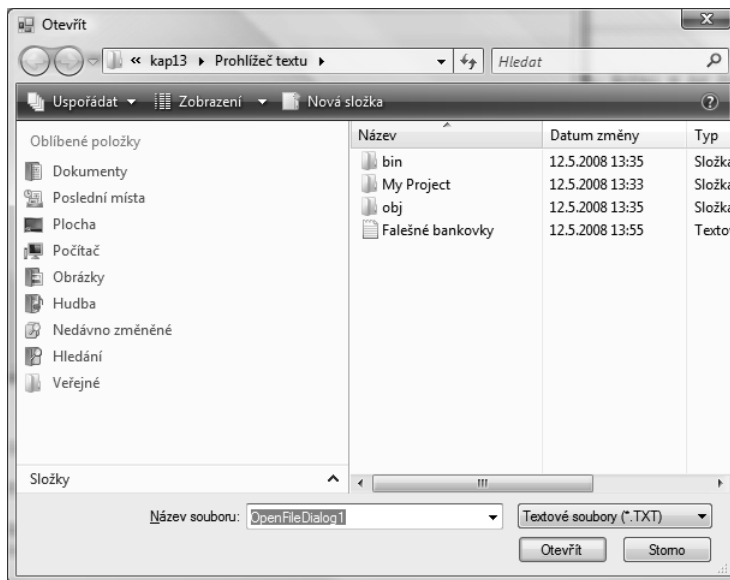 Otevřít
« kap13 ▸ Prohlížeč textu ▸
Hledat
Uspořádat Zobrazení Nová složka
Oblíbené položky
Dokumenty
Poslední místa
Plocha
Počítač
Obrázky
Hudba
Nedávno změněné
Hledání
Veřejné
Složky
Název Datum změny Typ
bin 12.5.2008 13:35 Složka
My Project 12.5.2008 13:33 Složka
obj 12.5.2008 13:35 Složka
Falešné bankovky 12.5.2008 13:55 Texto
Název souboru: OpenFileDialog1 Textové soubory (*.TXT)
Otevřít Storno